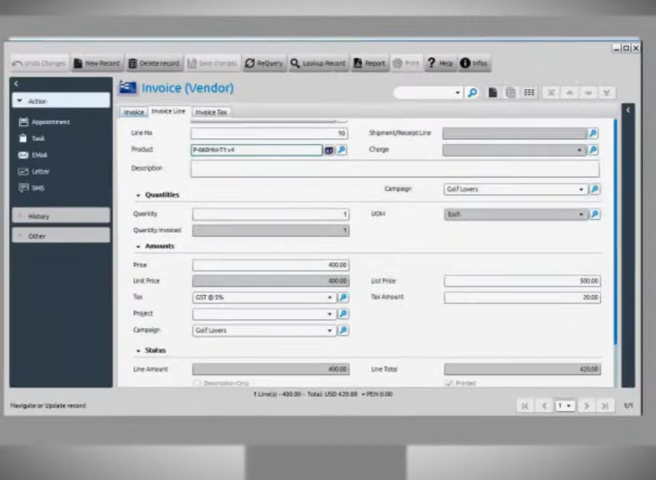 Undo Changes New Record Delete record Save changes ReQuery Lookup Record Report Print Help Infos
Invoice (Vendor)
Action
Appointment
Task
EMail
Letter
SMS
History
Other
Invoice Invoice Line Invoice Tax
Line No 10 Shipment/Receipt Line
Product Charge
Description
Campaign Golf Lovers
Quantities
Quantity 1 UOM Each
Quantity Invoiced 1
Amounts
Price 400.00
Unit Price 400.00 List Price 500.00
Tax GST @ 5% Tax Amount 20.00
Project
Campaign Golf Lovers
Status
Line Amount 400.00 Line Total 420.00
Description Only Printed
1 Line(s) - 400.00 - Total: USD 420.00 = PEN 0.00
Navigate or Update record 1 1/1